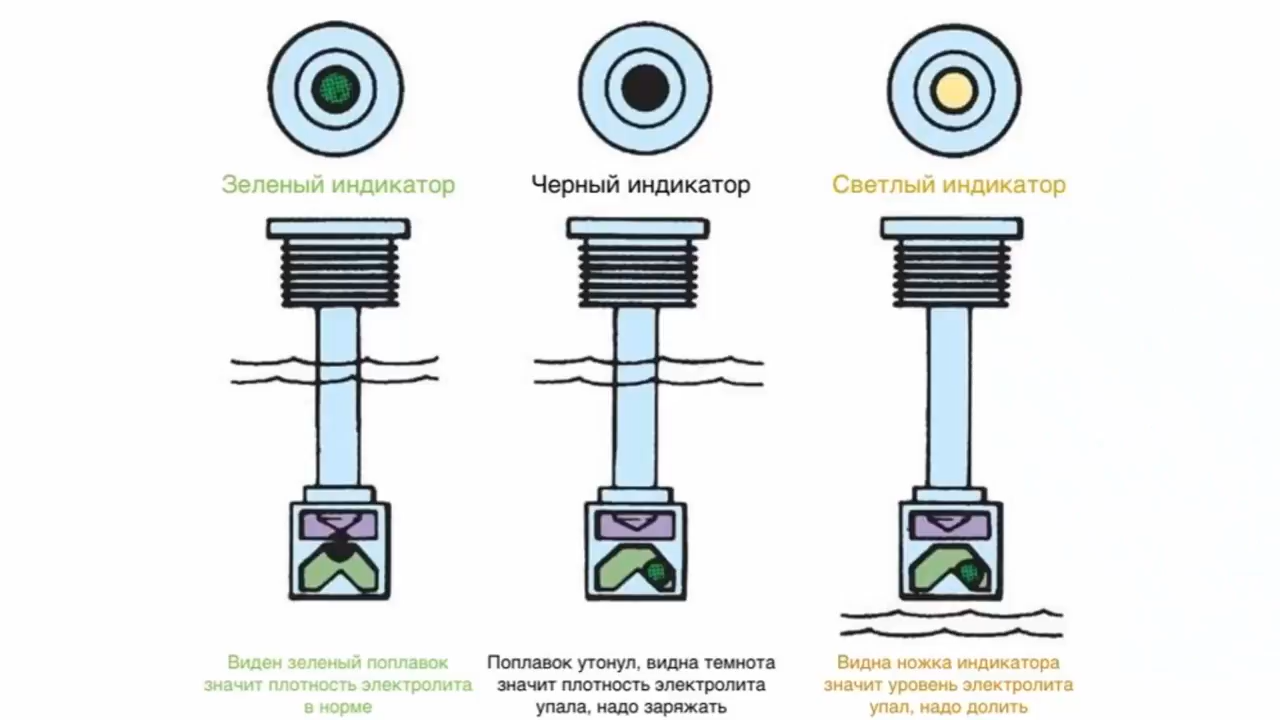 Зеленый индикатор
Черный индикатор
Светлый индикатор
Виден зеленый поплавок
значит плотность электролита
в норме
Поплавок утонул, видна темнота
значит плотность электролита
упала, надо заряжать
Видна ножка индикатора
значит уровень электролита
упал, надо долить